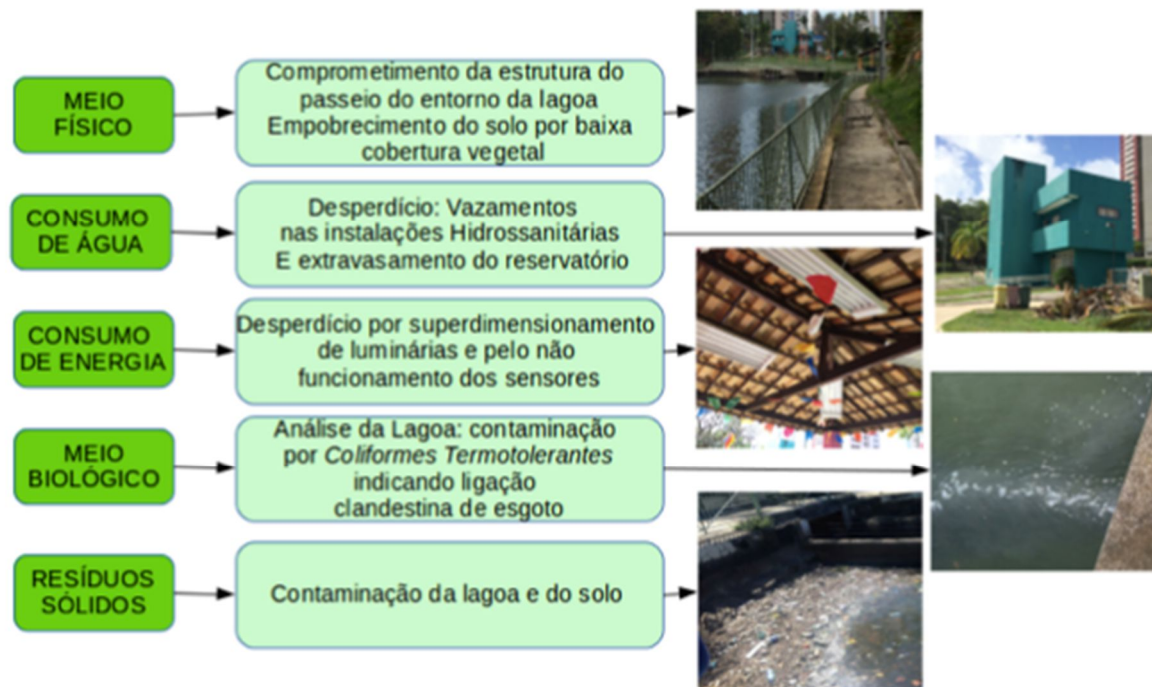 MEIO
FÍSICO
Comprometimento da estrutura do
passeio do entorno da lagoa
Empobrecimento do solo por baixa
cobertura vegetal
CONSUMO
DE ÁGUA
Desperdício: Vazamentos
nas instalações Hidrossanitárias
E extravasamento do reservatório
CONSUMO
DE ENERGIA
Desperdício por superdimensionamento
de luminárias e pelo não
funcionamento dos sensores
MEIO
BIOLÓGICO
Análise da Lagoa: contaminação
por Coliformes Termotolerantes
indicando ligação
clandestina de esgoto
RESÍDUOS
SÓLIDOS
Contaminação da lagoa e do solo